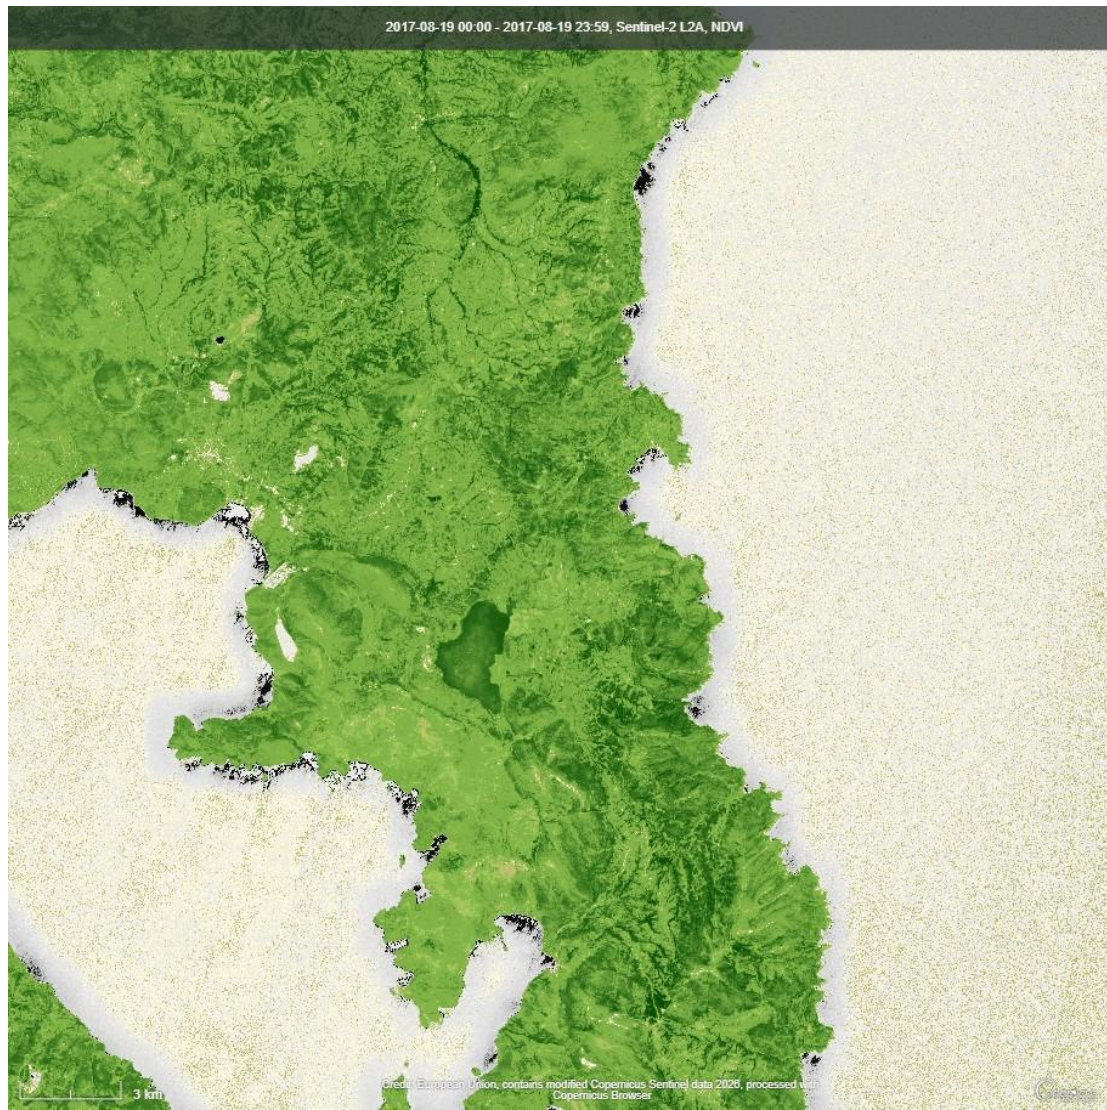 2017-08-19 00:00 - 2017-08-19 23:59, Sentinel-2 L2A, NDVI
3 km
Credit: European Union, contains modified Copernicus Sentinel data 2026, processed with
Copernicus Browser